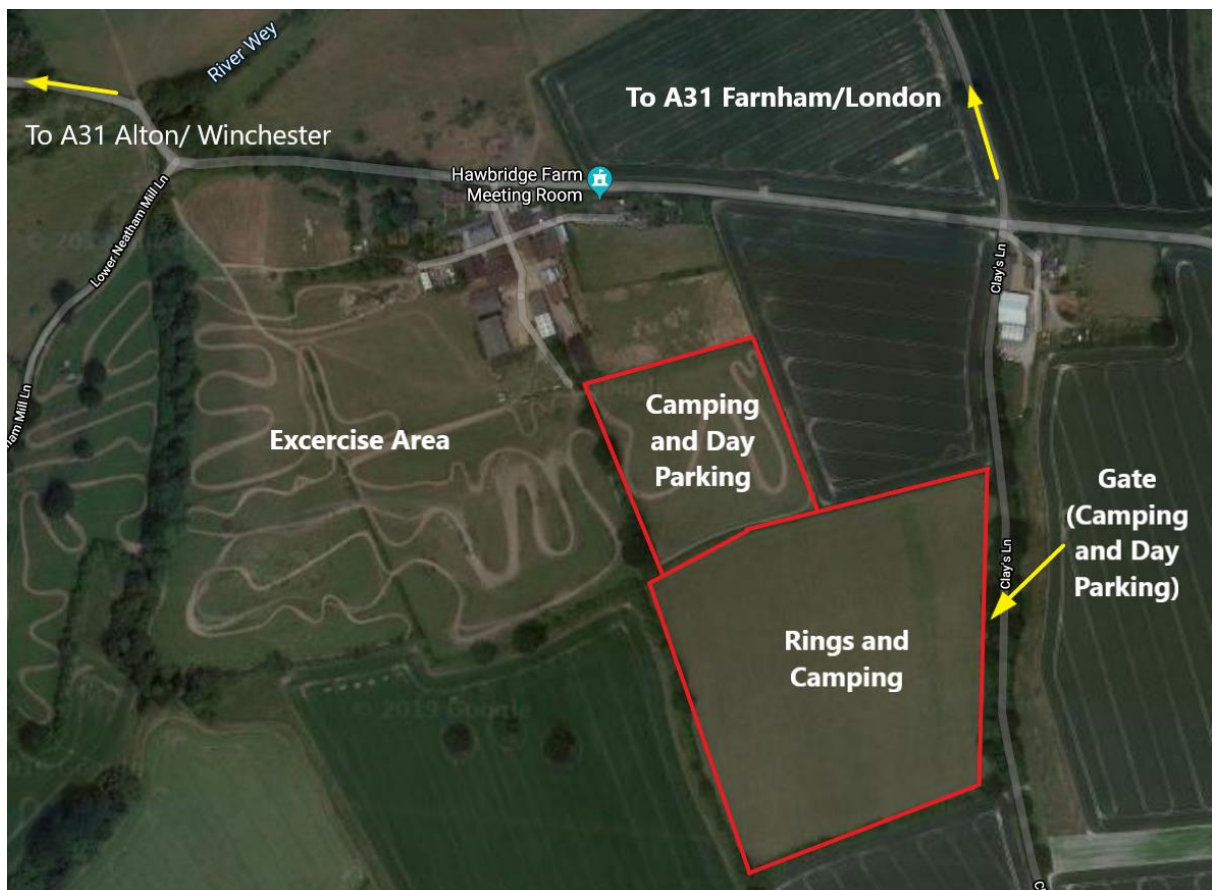 River Wey
To A31 Farnham/London
To A31 Alton/ Winchester
Hawbridge Farm
Meeting Room
Lower Neatham Mill Ln
Clay's Ln
ham Mill Ln
Excercise Area
Camping
and Day
Parking
Gate
(Camping
and Day
Parking)
Clay's Ln
Rings and
Camping
© 2019 Google